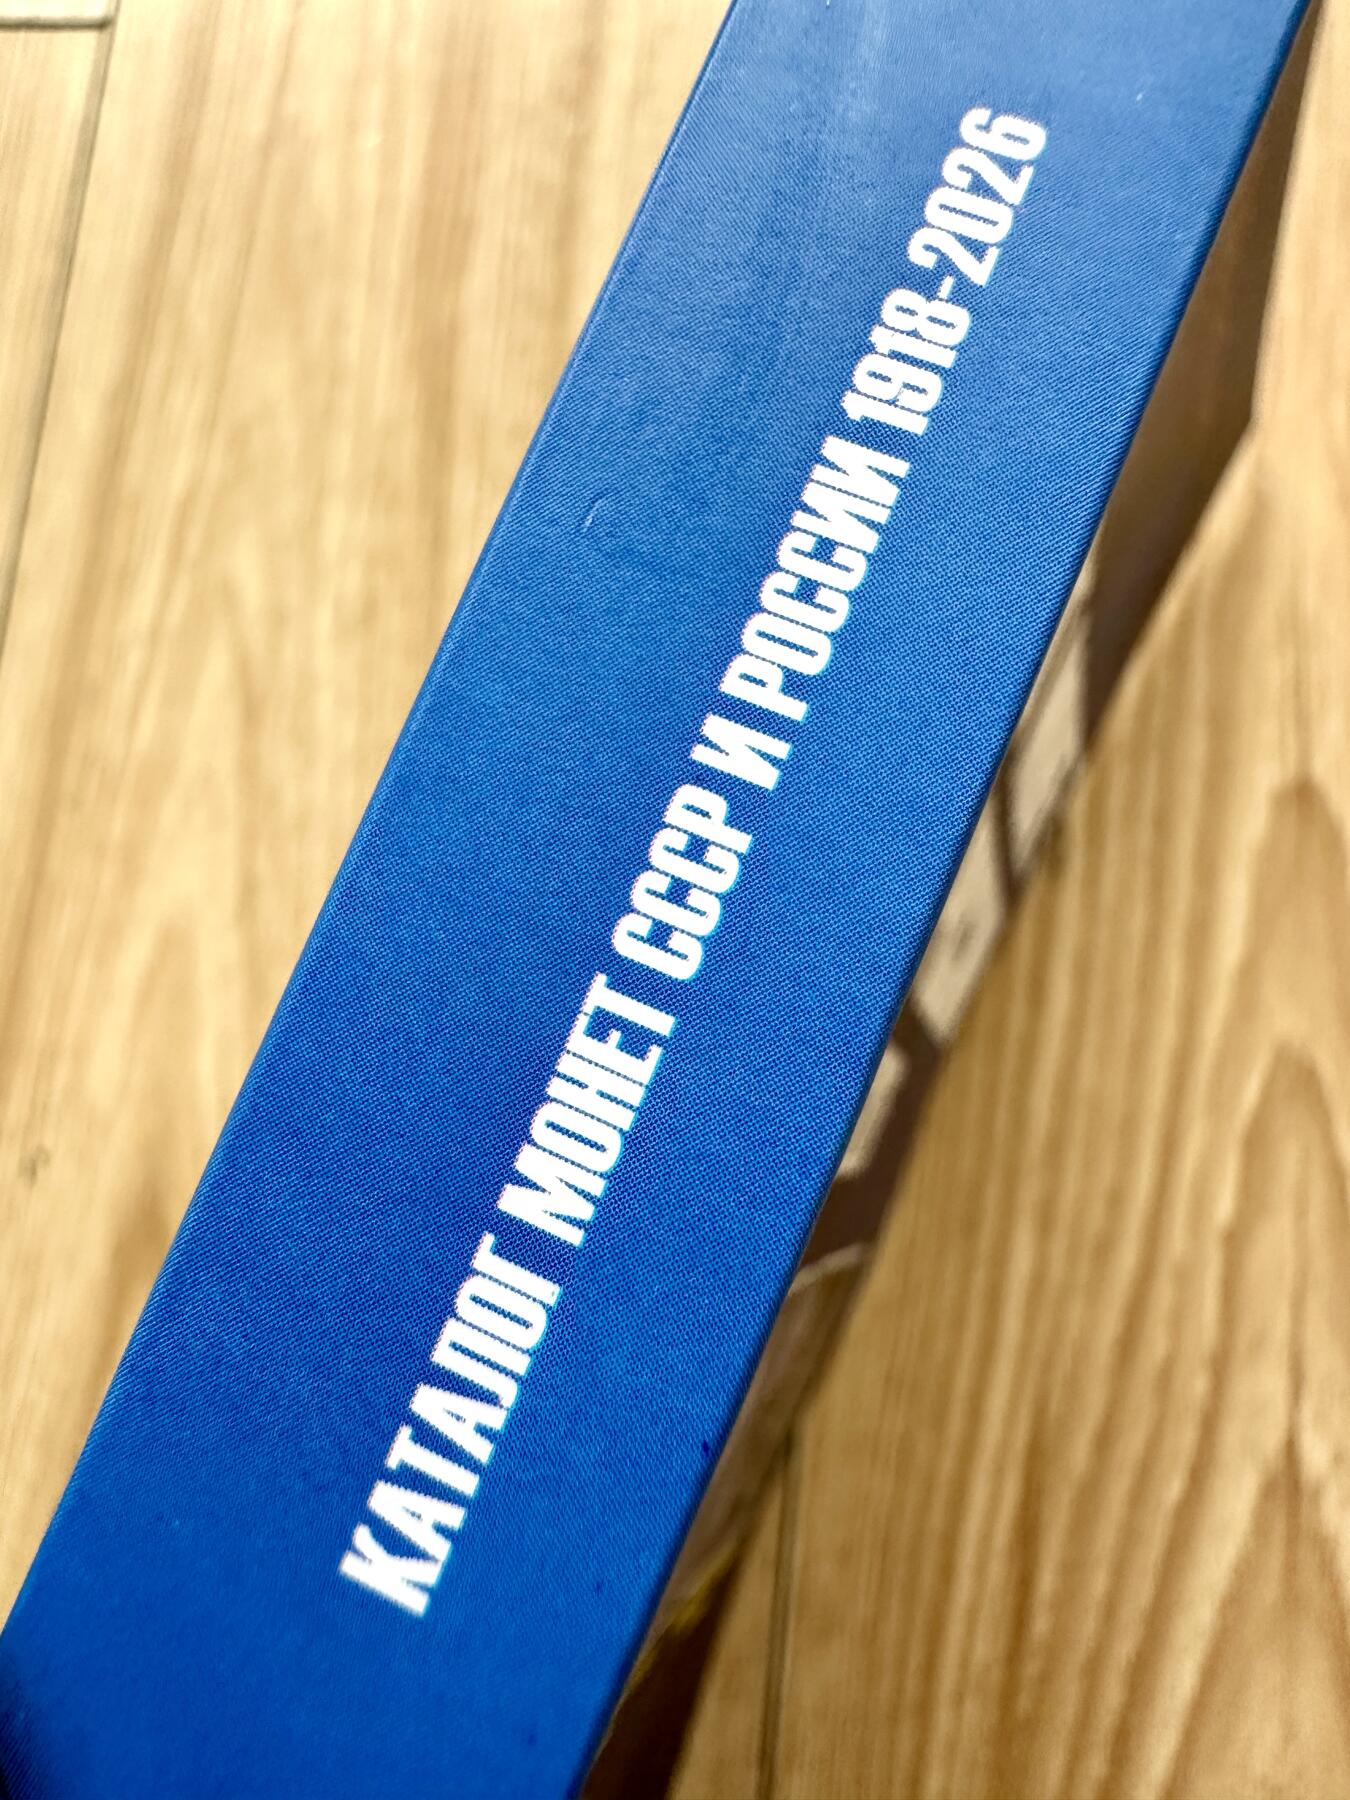 КАТАЛОГ МОНЕТ СССР И РОССИИ 1918-2026